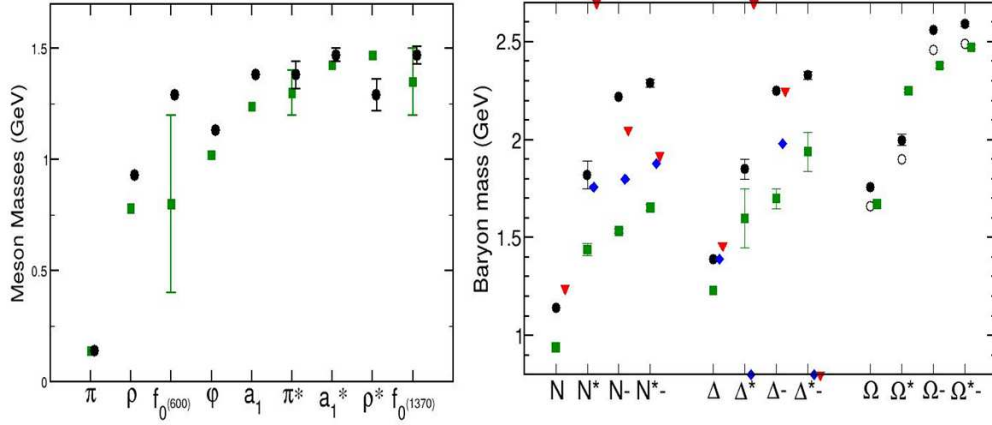 Meson Masses (GeV)
1.5
1
0.5
0
π ρ f0(600) φ a1 π* a1* ρ* f0(1370)
Baryon mass (GeV)
2.5
2
1.5
1
N N* N- N*- Δ Δ* Δ- Δ*- Ω Ω* Ω- Ω*-